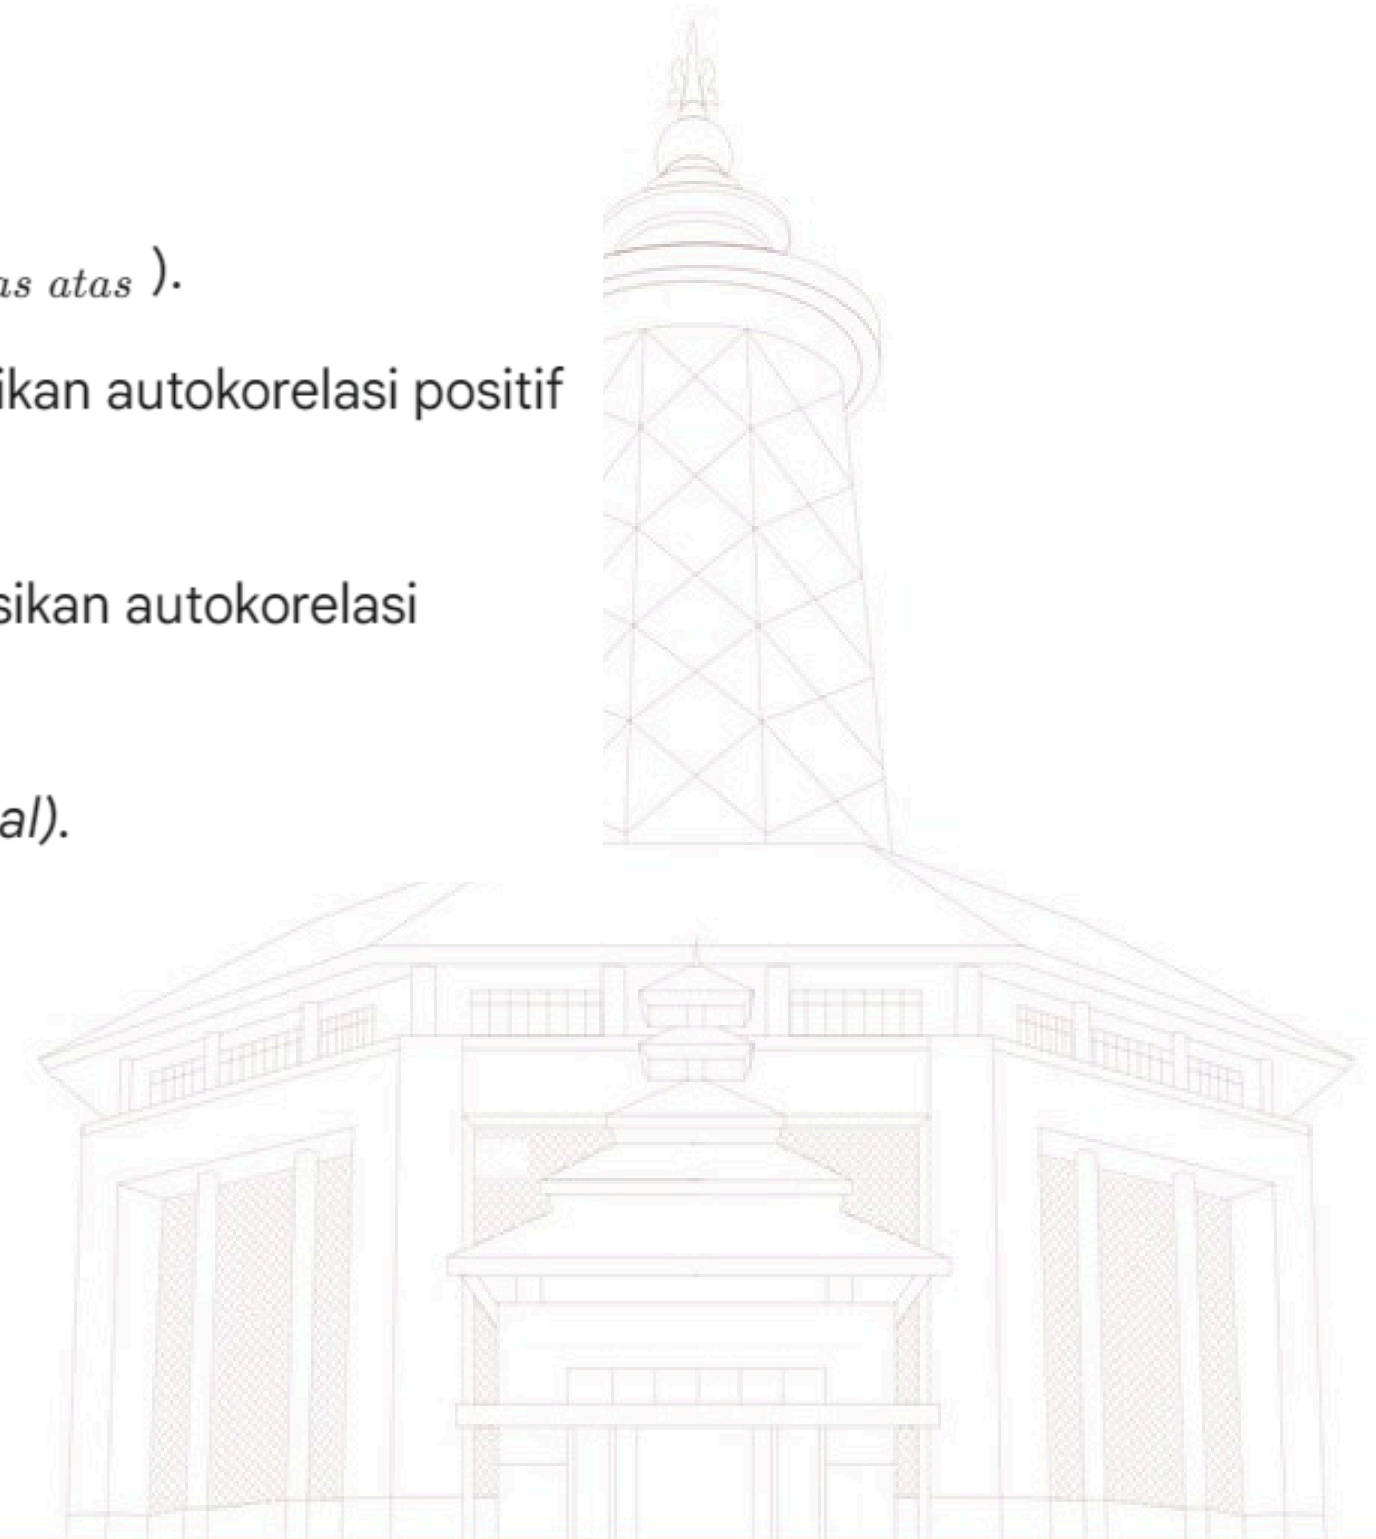 as atas ).
ikan autokorelasi positif
sikan autokorelasi
al).